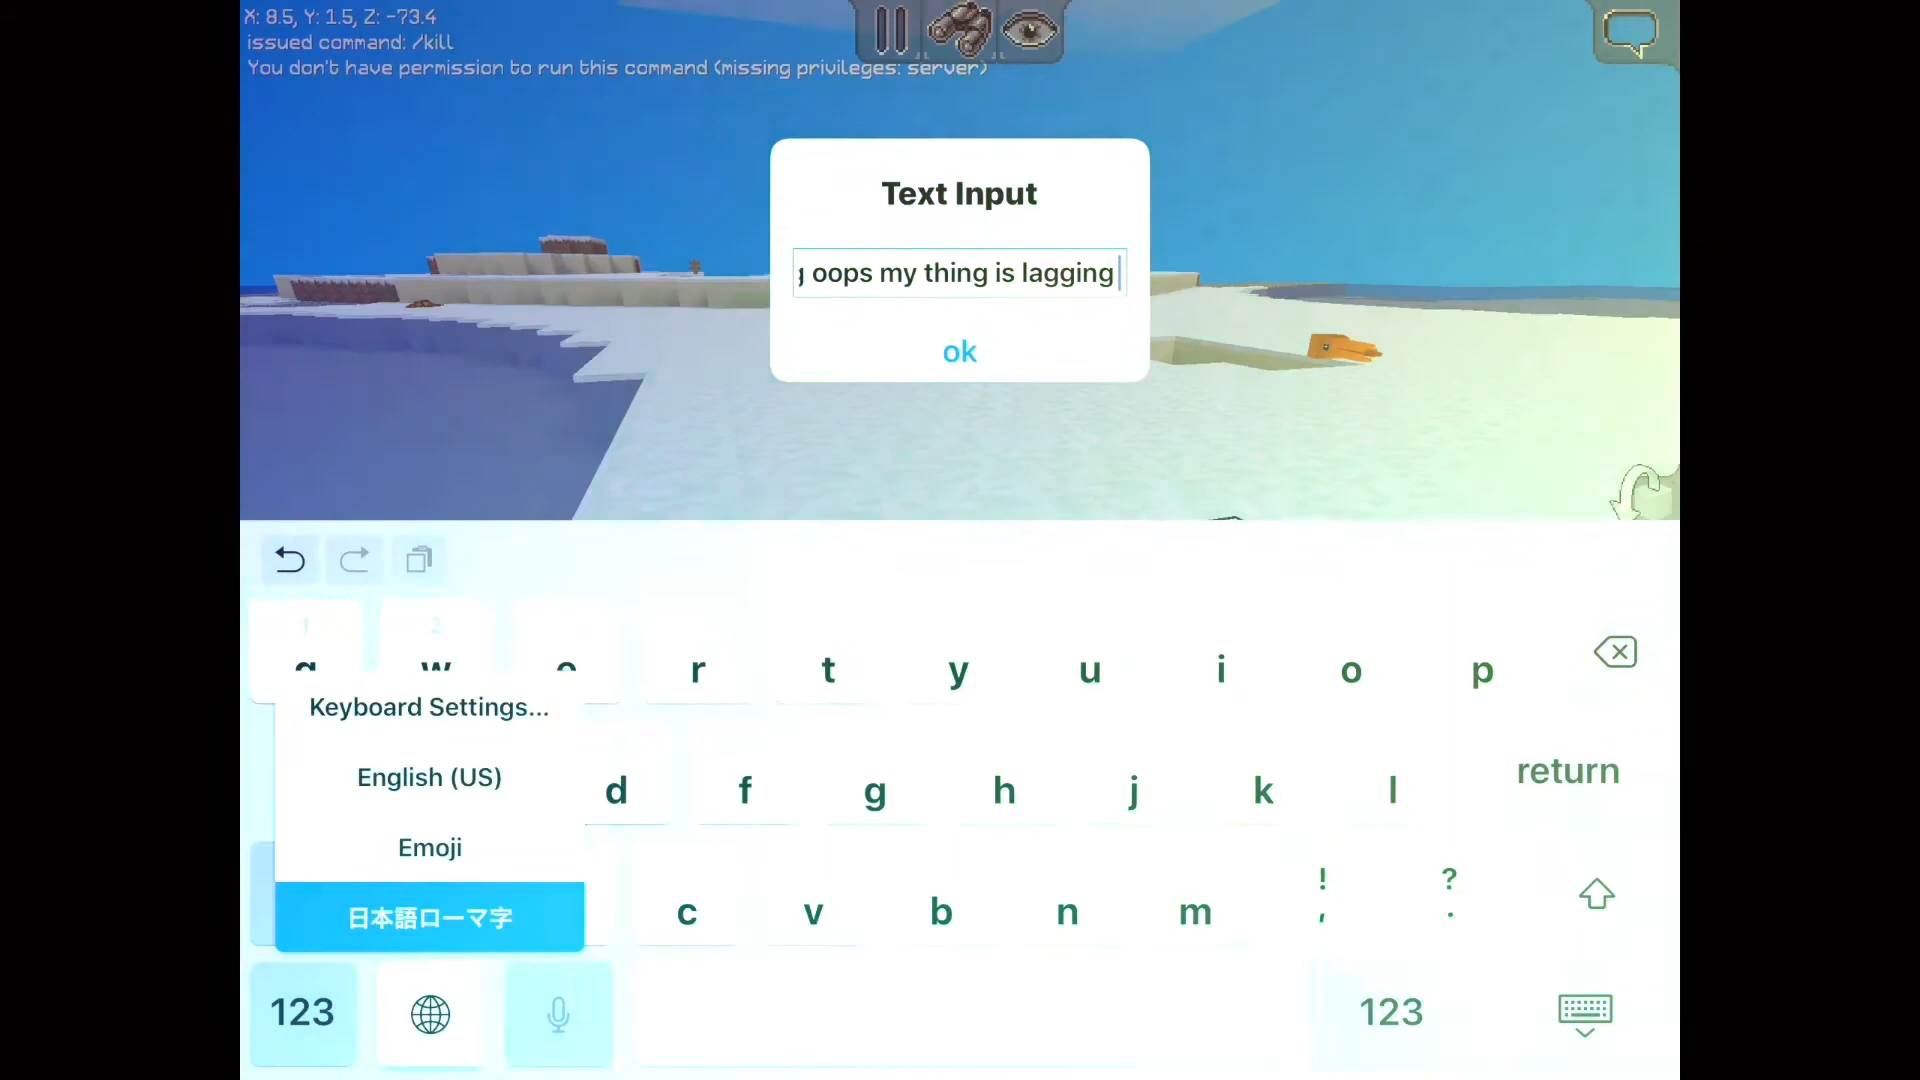 X: 8.5, Y: 1.5, Z: -73.4
issued command: /kill
You don't have permission to run this command (missing privileges: server)
Text Input
oops my thing is lagging
ok
1 2
q w e r t y u i o p
Keyboard Settings...
English (US)
d f g h j k l
return
Emoji
日本語ローマ字
c v b n m ! , ? .
123
123